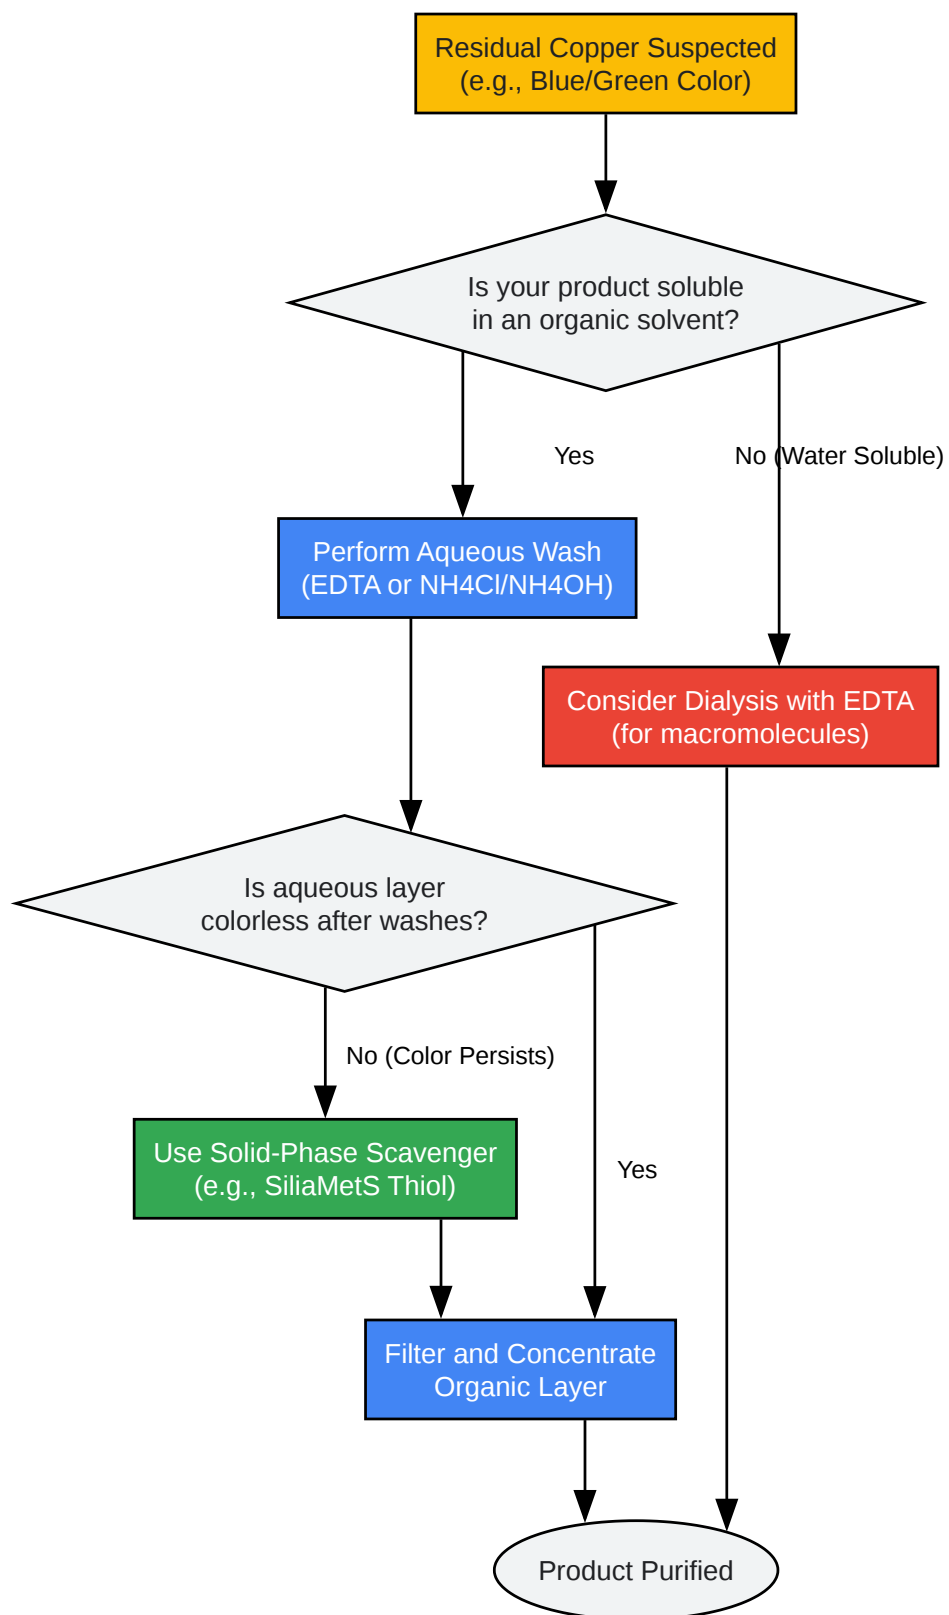 Residual Copper Suspected
(e.g., Blue/Green Color)
Is your product soluble
in an organic solvent?
Yes
No (Water Soluble)
Perform Aqueous Wash
(EDTA or NH4Cl/NH4OH)
Consider Dialysis with EDTA
(for macromolecules)
Is aqueous layer
colorless after washes?
No (Color Persists)
Use Solid-Phase Scavenger
(e.g., SiliaMetS Thiol)
Yes
Filter and Concentrate
Organic Layer
Product Purified